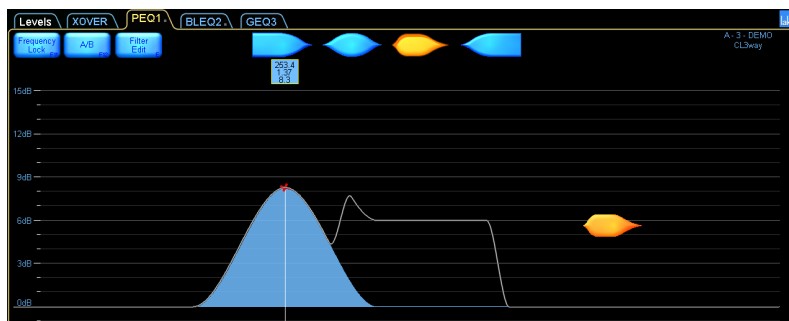 Levels XOVER PEQ1. BLEQ2. GEQ3
Frequency
Lock
A/B
Filter
Edit
A - 3 - DEMO
CL3way
253.4
1.37
8.3
15dB
12dB
9dB
6dB
3dB
0dB